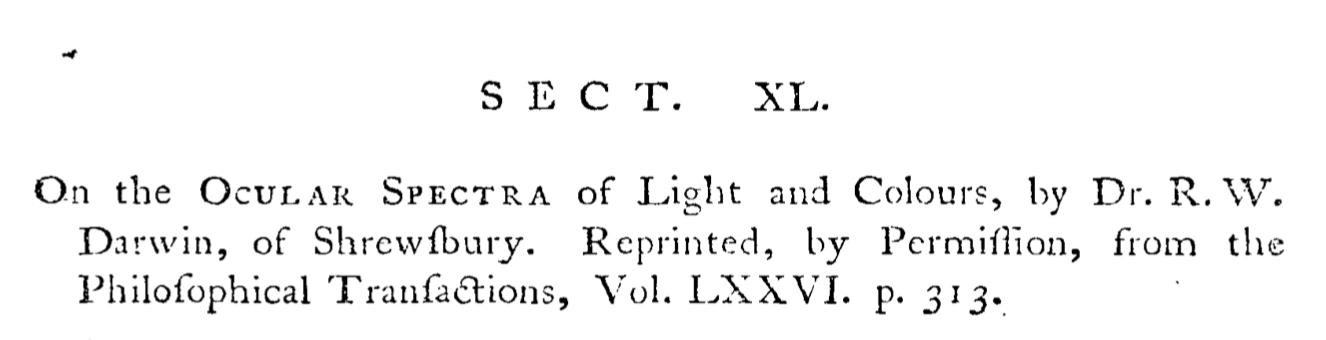 SECT. XL.
On the OCULAR SPECTRA of Light and Colours, by Dr. R. W.
Darwin, of Shrewſbury. Reprinted, by Permiſſion, from the
Philoſophical Tranſactions, Vol. LXXVI. p. 313.